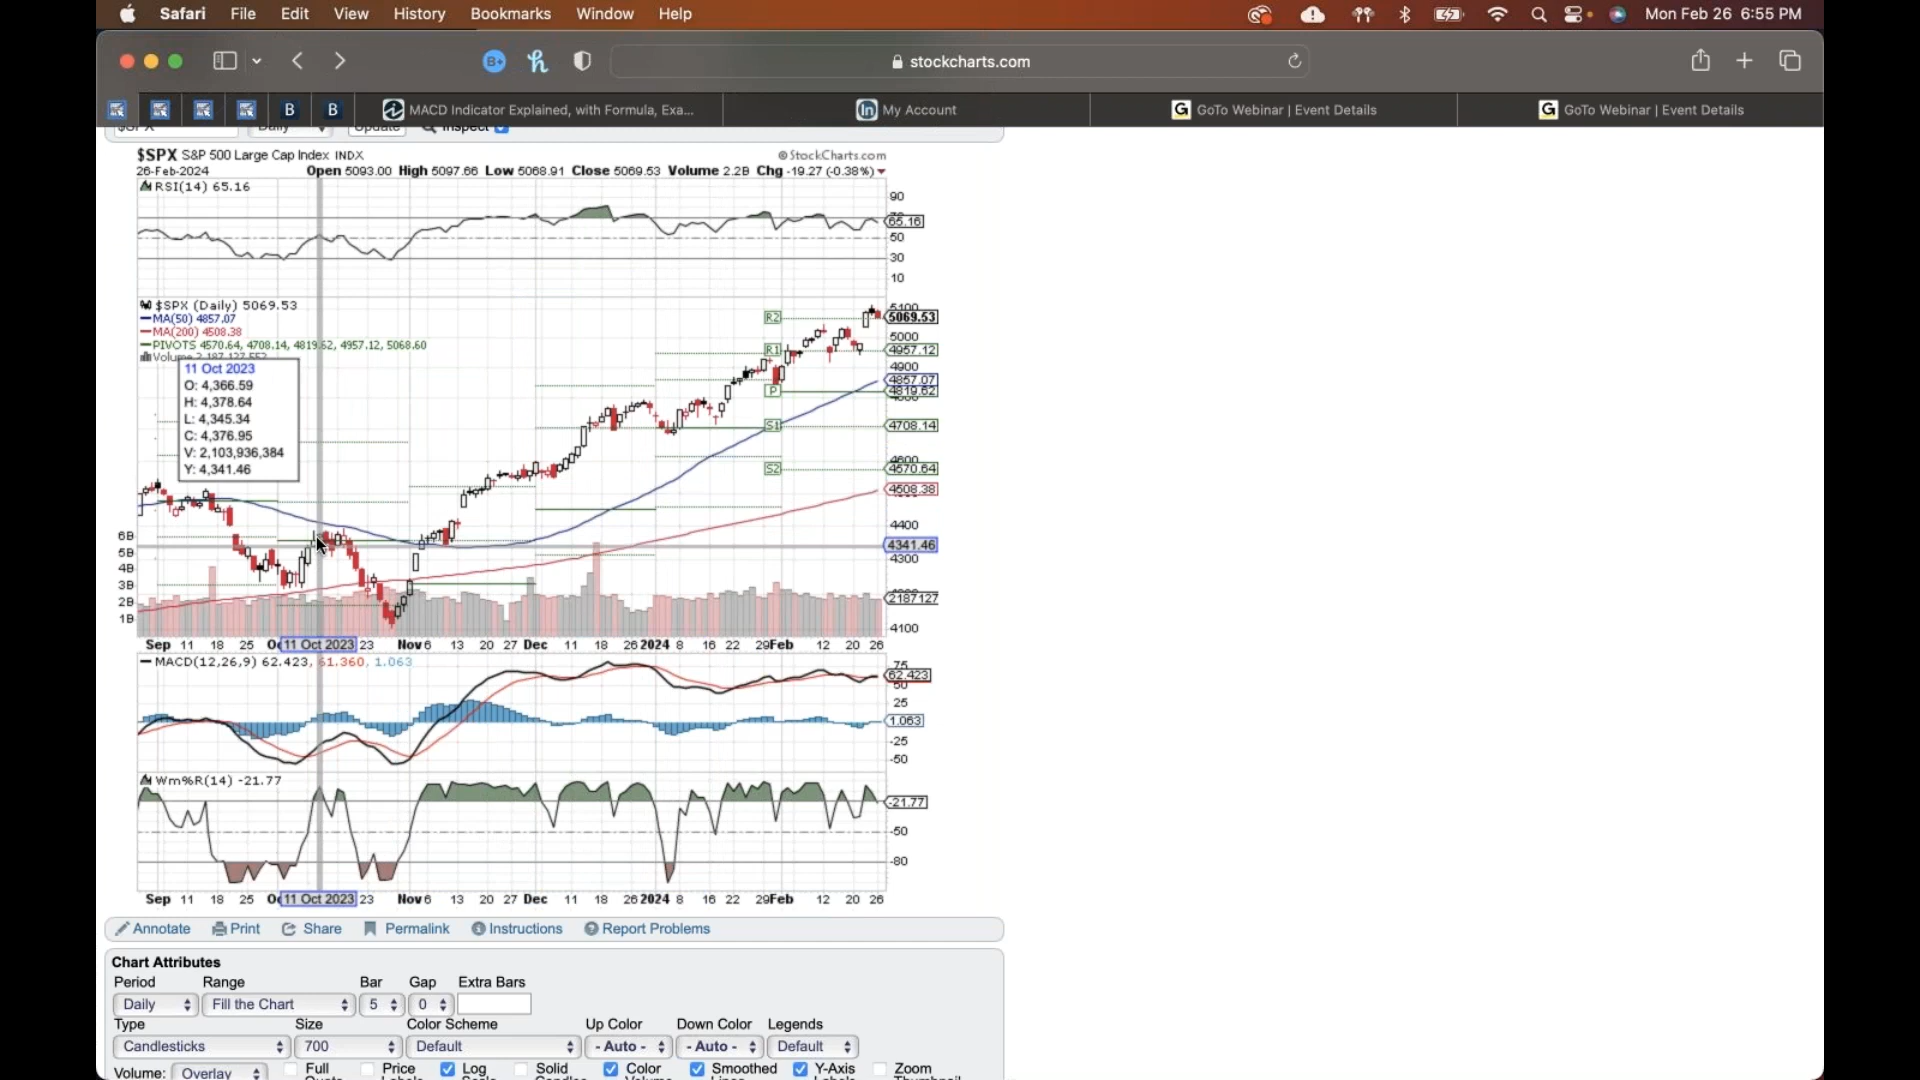 Safari File Edit View History Bookmarks Window Help Mon Feb 26 6:55 PM
stockcharts.com
B B MACD Indicator Explained, with Formula, Exa... My Account GoTo Webinar | Event Details GoTo Webinar | Event Details
Daily Update Inspect
$SPX S&P 500 Large Cap Index INDX ©StockCharts.com
26-Feb-2024 Open 5093.00 High 5097.66 Low 5068.91 Close 5069.53 Volume 2.2B Chg -19.27 (-0.38%)
RSI(14) 65.16
90
65.16
50
30
10
$SPX (Daily) 5069.53
MA(50) 4857.07
MA(200) 4508.38
PIVOTS 4570.64, 4708.14, 4819.62, 4957.12, 5068.60
Volume 2,187,127,552
11 Oct 2023
O: 4,366.59
H: 4,378.64
L: 4,345.34
C: 4,376.95
V: 2,103,936,384
Y: 4,341.46
R2
R1
P
S1
S2
5100
5069.53
5000
4957.12
4900
4857.07
4819.62
4708.14
4600
4570.64
4508.38
4400
4341.46
4300
2187127
4100
6B
5B
4B
3B
2B
1B
Sep 11 18 25 11 Oct 2023 23 Nov 6 13 20 27 Dec 11 18 26 2024 8 16 22 29 Feb 12 20 26
MACD(12,26,9) 62.423, 61.360, 1.063
75
62.423
50
25
1.063
-25
-50
Wm%R(14) -21.77
-21.77
-50
-80
Sep 11 18 25 11 Oct 2023 23 Nov 6 13 20 27 Dec 11 18 26 2024 8 16 22 29 Feb 12 20 26
Annotate Print Share Permalink Instructions Report Problems
Chart Attributes
Period Range Bar Gap Extra Bars
Daily Fill the Chart 5 0
Type Size Color Scheme Up Color Down Color Legends
Candlesticks 700 Default - Auto - - Auto - Default
Volume: Overlay Full Price Log Solid Color Smoothed Y-Axis Zoom